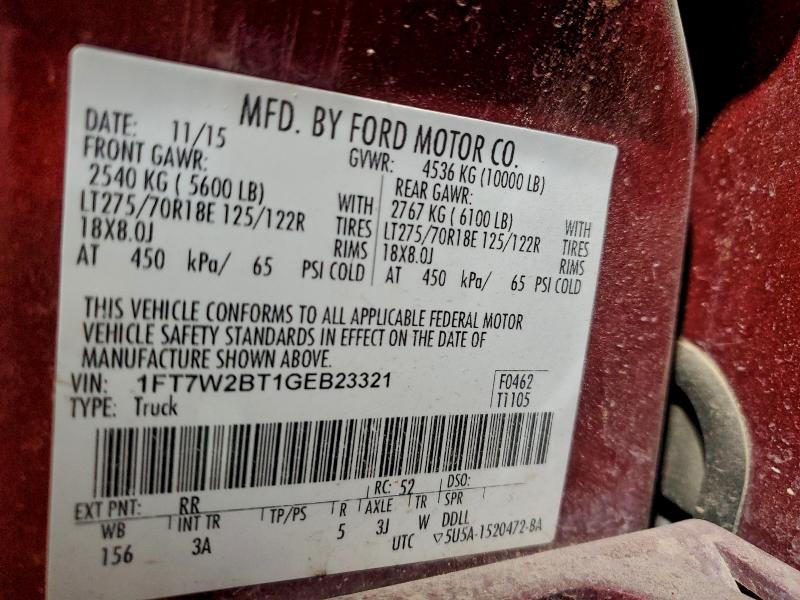 MFD. BY FORD MOTOR CO.
DATE: 11/15 GVWR: 4536 KG (10000 LB)
FRONT GAWR: REAR GAWR:
2540 KG ( 5600 LB) WITH 2767 KG ( 6100 LB) WITH
LT275/70R18E 125/122R TIRES LT275/70R18E 125/122R TIRES
18X8.0J RIMS 18X8.0J RIMS
AT 450 kPa/ 65 PSI COLD AT 450 kPa/ 65 PSI COLD
THIS VEHICLE CONFORMS TO ALL APPLICABLE FEDERAL MOTOR
VEHICLE SAFETY STANDARDS IN EFFECT ON THE DATE OF
MANUFACTURE SHOWN ABOVE.
VIN: 1FT7W2BT1GEB23321 F0462
TYPE: Truck T1105
EXT PNT: RR RC: 52 DSO:
WB INT TR TP/PS R AXLE TR SPR
156 3A 5 3J W DDLL
UTC ▽5U5A-1520472-BA